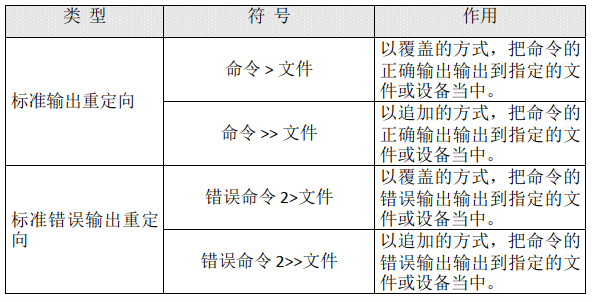 类 型
符 号
作用
标准输出重定向
命令 > 文件
以覆盖的方式，把命令的
正确输出输出到指定的文
件或设备当中。
命令 >> 文件
以追加的方式，把命令的
正确输出输出到指定的文
件或设备当中。
标准错误输出重定
向
错误命令 2>文件
以覆盖的方式，把命令的
错误输出输出到指定的文
件或设备当中。
错误命令 2>>文件
以追加的方式，把命令的
错误输出输出到指定的文
件或设备当中。